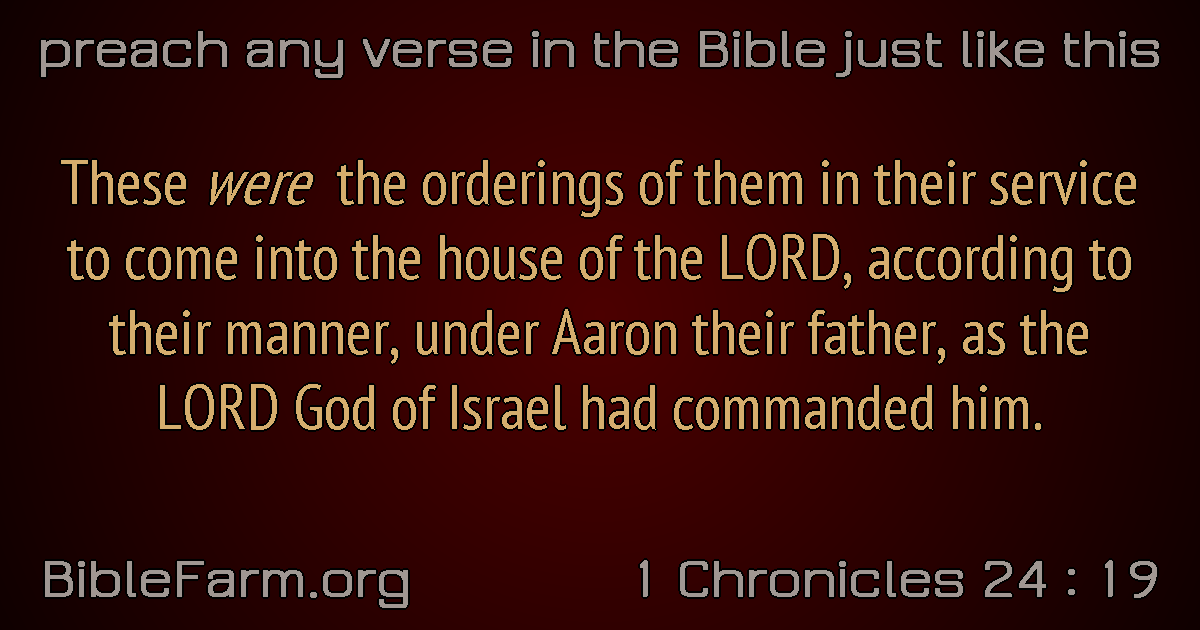 preach any verse in the Bible just like this
These were the orderings of them in their service
to come into the house of the LORD, according to
their manner, under Aaron their father, as the
LORD God of Israel had commanded him.
BibleFarm.org
1 Chronicles 24 : 19